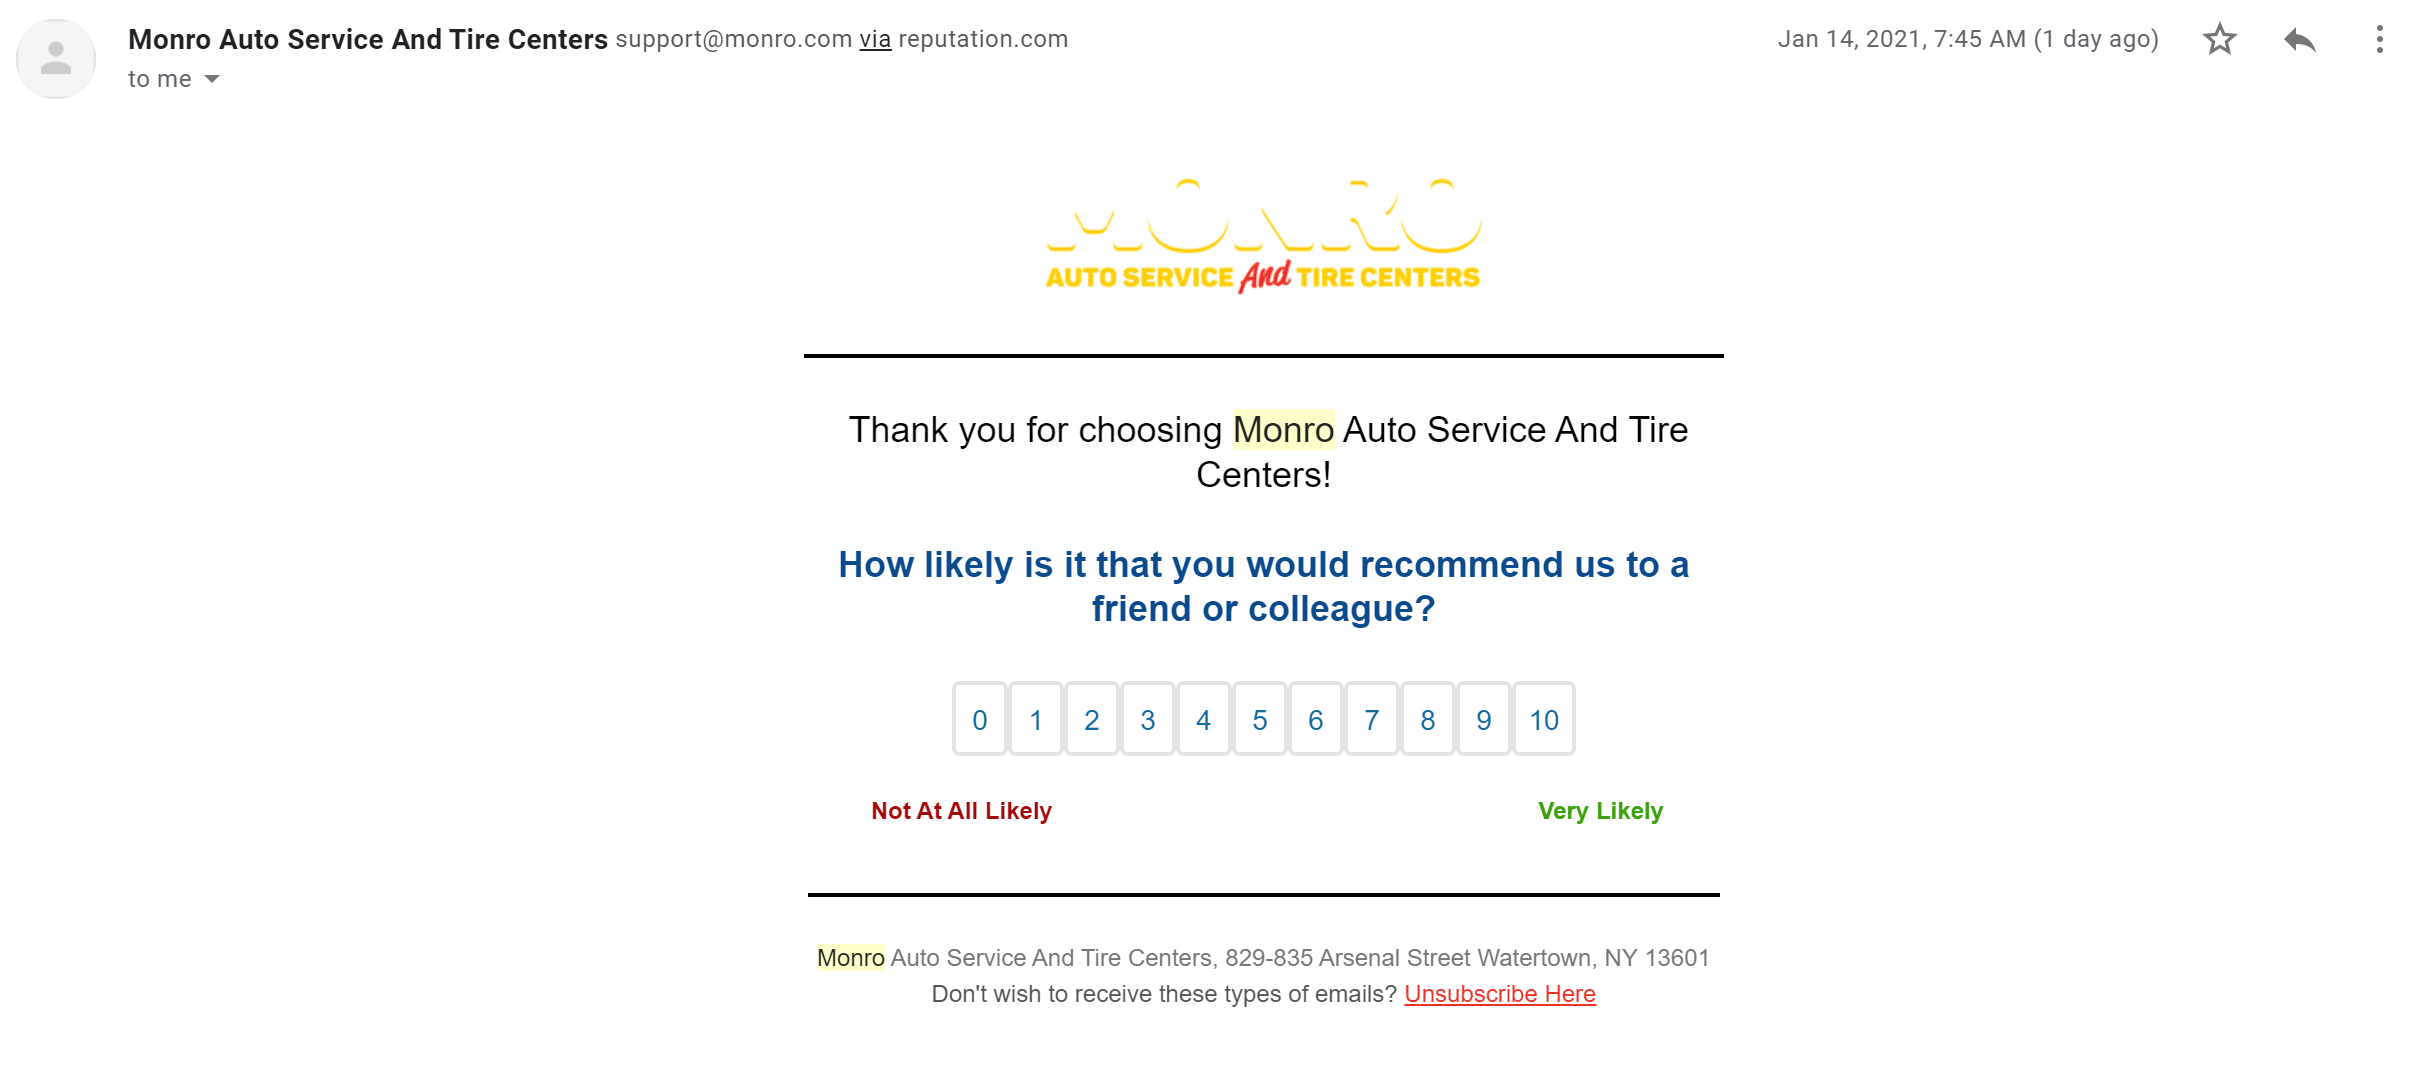 Monro Auto Service And Tire Centers support@monro.com via reputation.com
Jan 14, 2021, 7:45 AM (1 day ago)
to me
MONRO
AUTO SERVICE And TIRE CENTERS
Thank you for choosing Monro Auto Service And Tire
Centers!
How likely is it that you would recommend us to a
friend or colleague?
0 1 2 3 4 5 6 7 8 9 10
Not At All Likely
Very Likely
Monro Auto Service And Tire Centers, 829-835 Arsenal Street Watertown, NY 13601
Don't wish to receive these types of emails? Unsubscribe Here